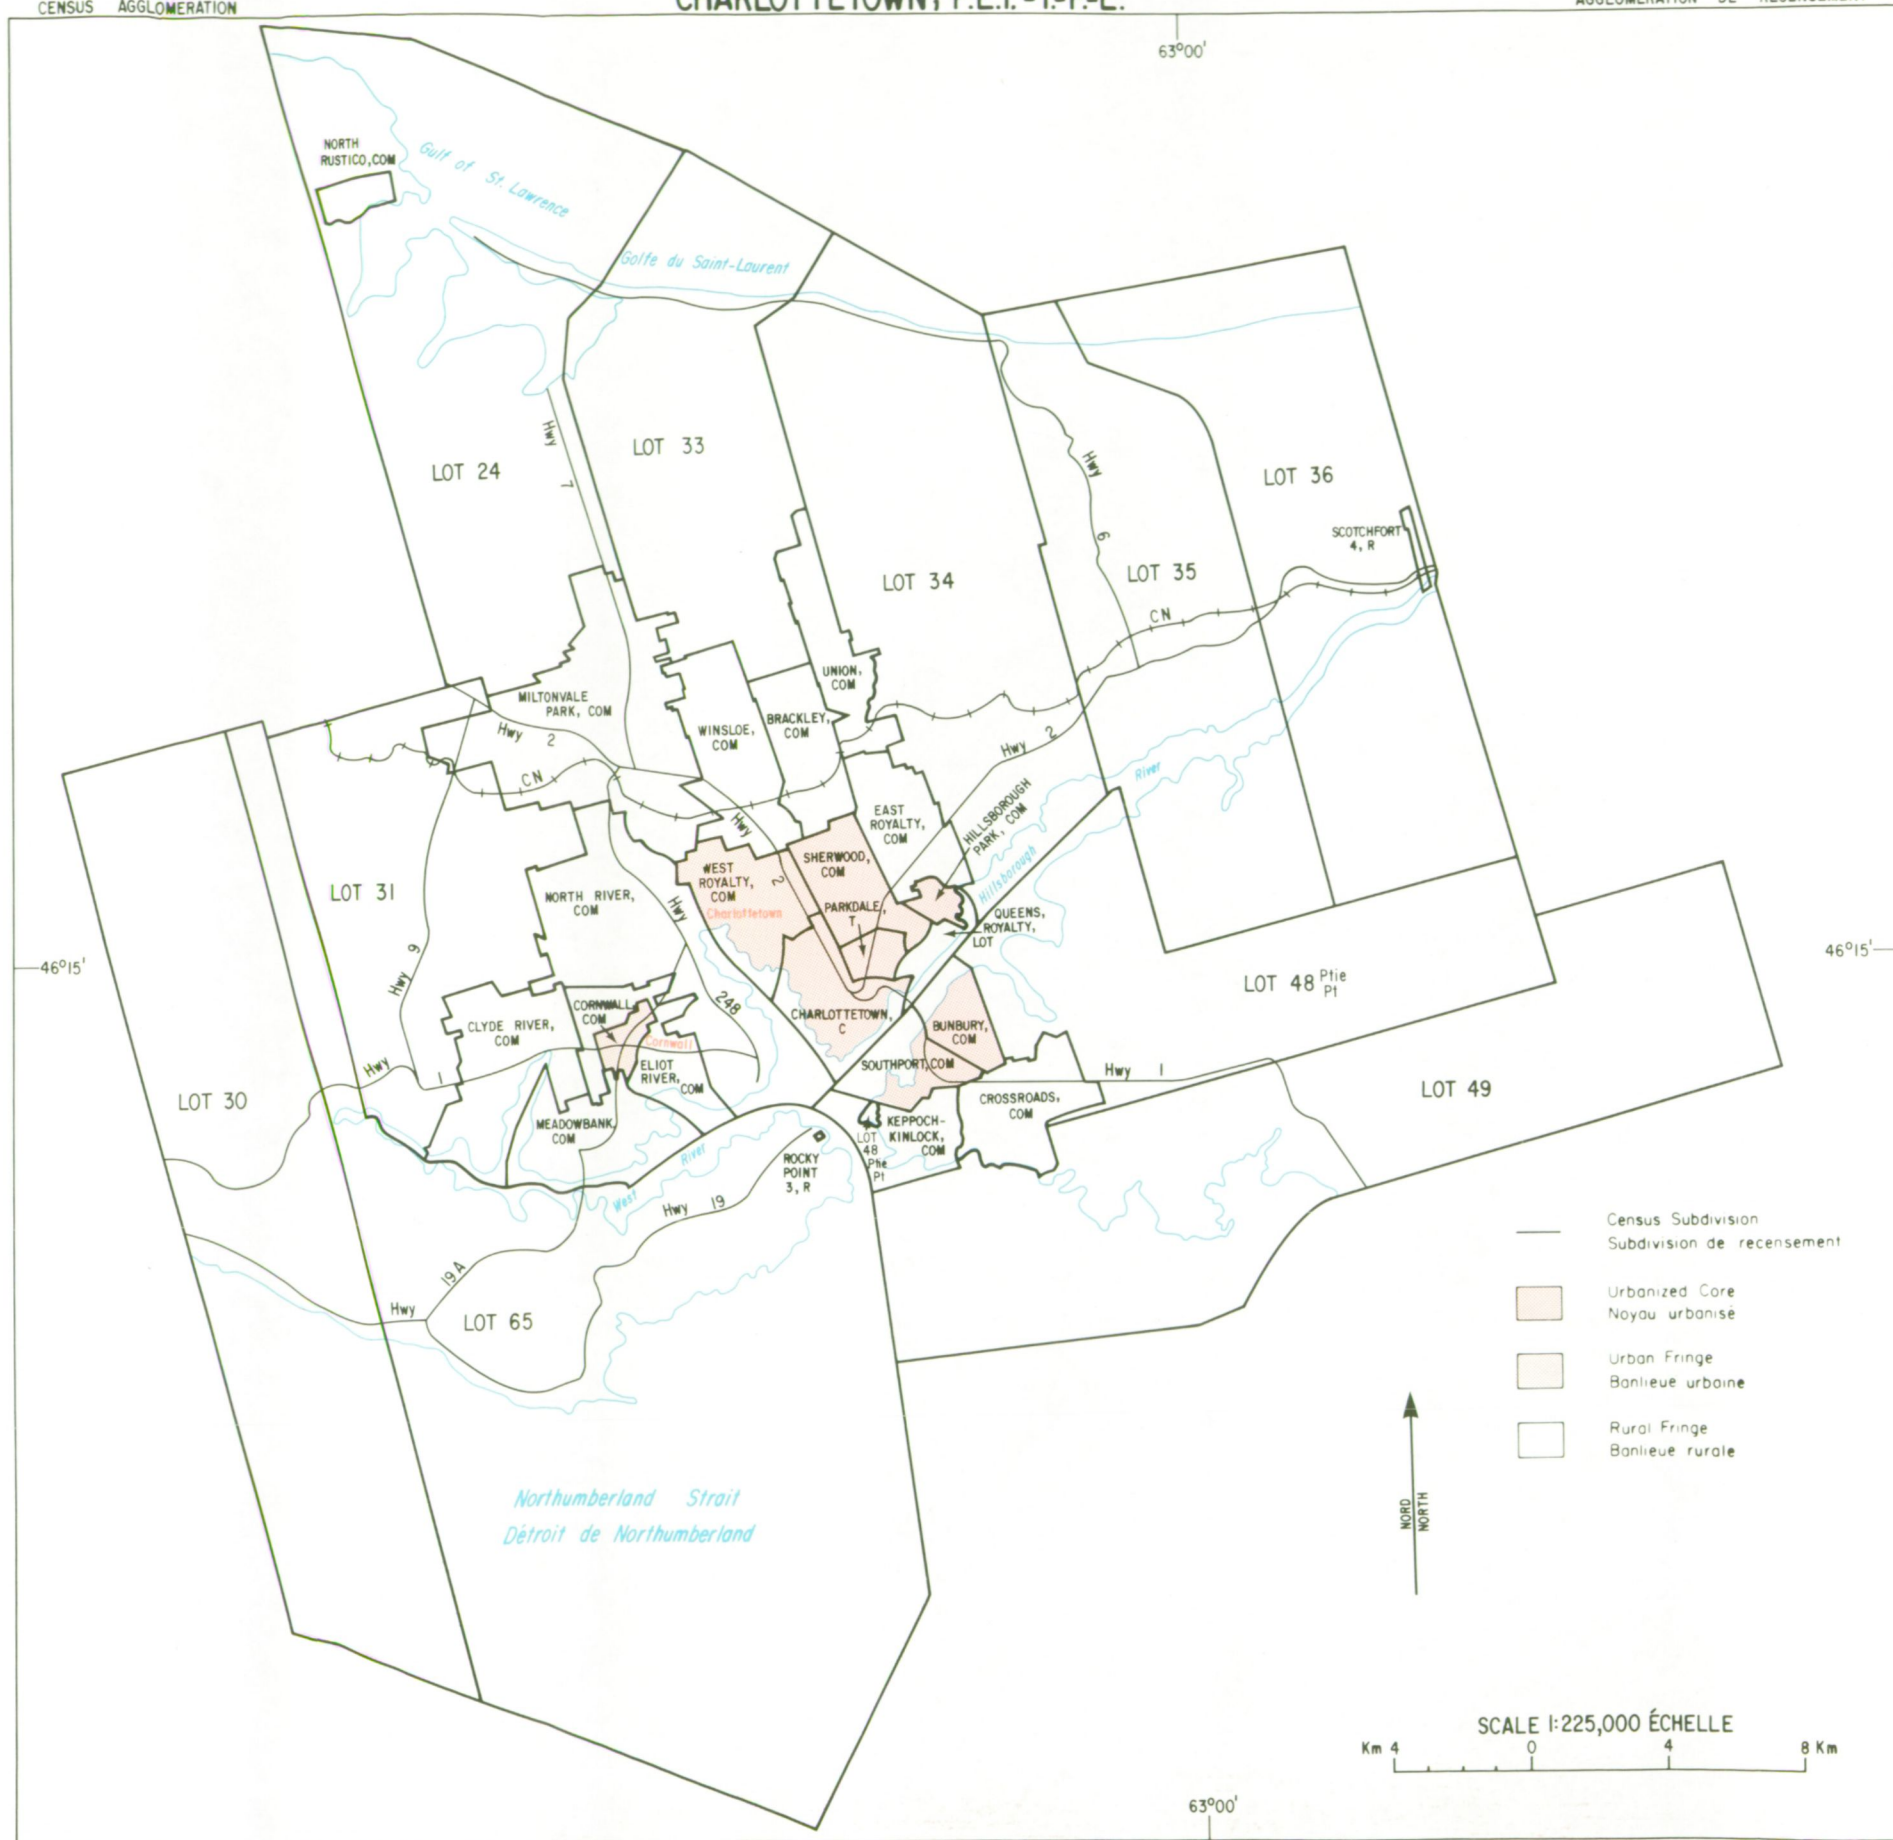 CENSUS AGGLOMERATION
CHARLOTTETOWN, P.E.I.-Î.-P.-É.
AGGLOMÉRATION DE RECENSEMENT
63°00'
NORTH
RUSTICO, COM
Gulf of St. Lawrence
Golfe du Saint-Laurent
Hwy 7
LOT 24
LOT 33
LOT 34
Hwy 6
LOT 35
LOT 36
SCOTCHFORT
4, R
CN
MILTONVALE
PARK, COM
Hwy 2
CN
WINSLOE,
COM
BRACKLEY,
COM
UNION,
COM
Hwy 2
River
Hillsborough
HILLSBOROUGH
PARK, COM
EAST
ROYALTY,
COM
Hwy 2
SHERWOOD,
COM
WEST
ROYALTY,
COM
Charlottetown
PARKDALE,
T
QUEENS,
ROYALTY,
LOT
LOT 31
Hwy 9
NORTH RIVER,
COM
Hwy 248
46°15'
46°15'
LOT 48 Ptie
Pt
CLYDE RIVER,
COM
CORNWALL,
COM
Cornwall
CHARLOTTETOWN,
C
BUNBURY,
COM
SOUTHPORT, COM
Hwy 1
ELIOT
RIVER,
COM
MEADOWBANK,
COM
LOT 30
CROSSROADS,
COM
Hwy 1
LOT 49
KEPPOCH-
KINLOCK,
COM
LOT
48
Ptie
Pt
ROCKY
POINT
3, R
West River
Hwy 19
19A
Hwy
LOT 65
Northumberland Strait
Détroit de Northumberland
Census Subdivision
Subdivision de recensement
Urbanized Core
Noyau urbanisé
Urban Fringe
Banlieue urbaine
Rural Fringe
Banlieue rurale
NORD
NORTH
SCALE 1:225,000 ÉCHELLE
Km 4 0 4 8 Km
63°00'